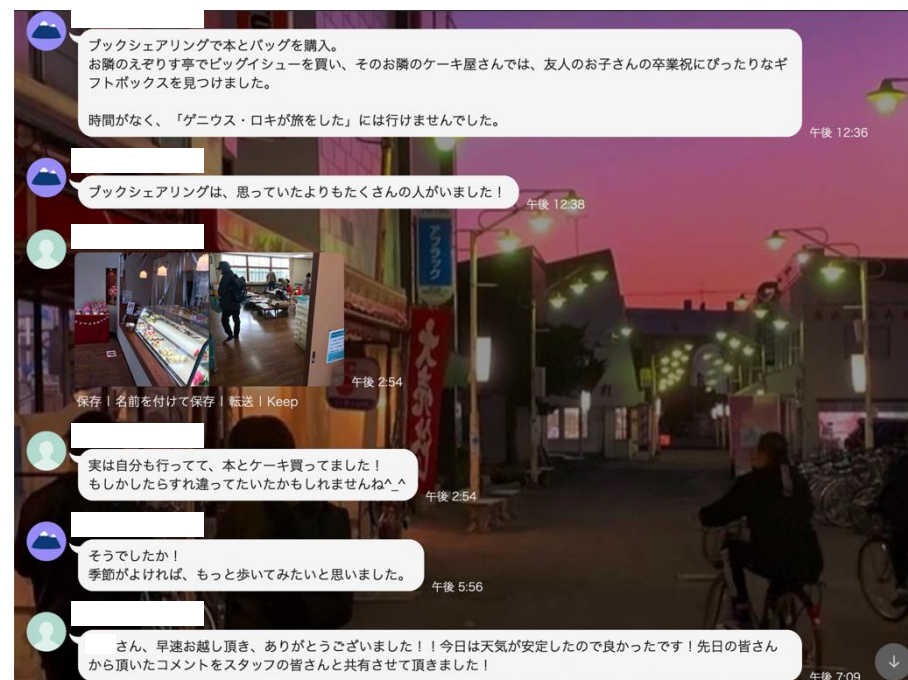 ブックシェアリングで本とバッグを購入。
お隣のえぞりす亭でビッグイシューを買い、そのお隣のケーキ屋さんでは、友人のお子さんの卒業祝にぴったりなギ
フトボックスを見つけました。
時間がなく、「ゲニウス・ロキが旅をした」には行けませんでした。
午後 12:36
ブックシェアリングは、思っていたよりもたくさんの人がいました！
午後 12:38
アフラック
大売出し
午後 2:54
保存 | 名前を付けて保存 | 転送 | Keep
実は自分も行ってて、本とケーキ買ってました！
もしかしたらすれ違ってたいたかもしれませんね^_^
午後 2:54
そうでしたか！
季節がよければ、もっと歩いてみたいと思いました。
午後 5:56
さん、早速お越し頂き、ありがとうございました！！今日は天気が安定したので良かったです！先日の皆さん
から頂いたコメントをスタッフの皆さんと共有させて頂きました！
午後 7:09